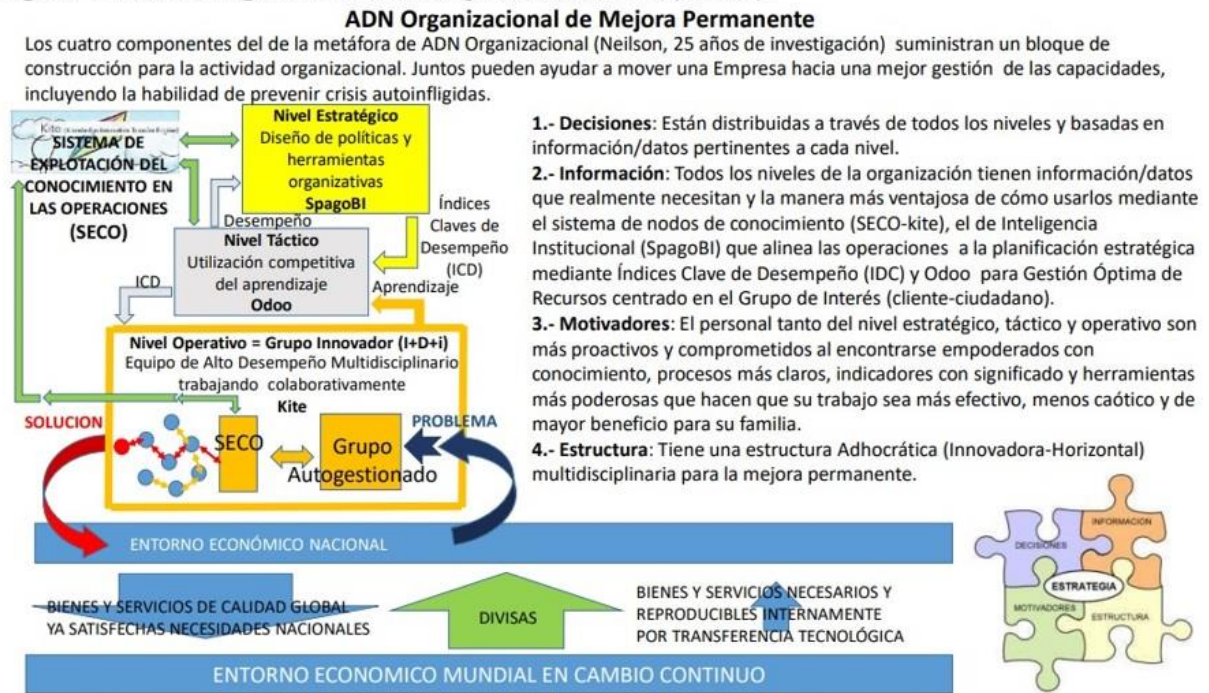 ADN Organizacional de Mejora Permanente
Los cuatro componentes del de la metáfora de ADN Organizacional (Neilson, 25 años de investigación) suministran un bloque de
construcción para la actividad organizacional. Juntos pueden ayudar a mover una Empresa hacia una mejor gestión de las capacidades,
incluyendo la habilidad de prevenir crisis autoinfligidas.
Kite
SISTEMA DE
EXPLOTACIÓN DEL
CONOCIMIENTO EN
LAS OPERACIONES
(SECO)
Nivel Estratégico
Diseño de políticas y
herramientas
organizativas
SpagoBI
Desempeño
Índices
Claves de
Desempeño
(ICD)
Nivel Táctico
Utilización competitiva
del aprendizaje
Odoo
ICD
Aprendizaje
Nivel Operativo = Grupo Innovador (I+D+i)
Equipo de Alto Desempeño Multidisciplinario
trabajando colaborativamente
Kite
SOLUCION
PROBLEMA
SECO
Grupo
Autogestionado
1.- Decisiones: Están distribuidas a través de todos los niveles y basadas en
información/datos pertinentes a cada nivel.
2.- Información: Todos los niveles de la organización tienen información/datos
que realmente necesitan y la manera más ventajosa de cómo usarlos mediante
el sistema de nodos de conocimiento (SECO-kite), el de Inteligencia
Institucional (SpagoBI) que alinea las operaciones a la planificación estratégica
mediante Índices Clave de Desempeño (IDC) y Odoo para Gestión Óptima de
Recursos centrado en el Grupo de Interés (cliente-ciudadano).
3.- Motivadores: El personal tanto del nivel estratégico, táctico y operativo son
más proactivos y comprometidos al encontrarse empoderados con
conocimiento, procesos más claros, indicadores con significado y herramientas
más poderosas que hacen que su trabajo sea más efectivo, menos caótico y de
mayor beneficio para su familia.
4.- Estructura: Tiene una estructura Adhocrática (Innovadora-Horizontal)
multidisciplinaria para la mejora permanente.
ENTORNO ECONÓMICO NACIONAL
BIENES Y SERVICIOS DE CALIDAD GLOBAL
YA SATISFECHAS NECESIDADES NACIONALES
DIVISAS
BIENES Y SERVICIOS NECESARIOS Y
REPRODUCIBLES INTERNAMENTE
POR TRANSFERENCIA TECNOLÓGICA
ENTORNO ECONOMICO MUNDIAL EN CAMBIO CONTINUO
DECISIONES
INFORMACION
ESTRATEGIA
MOTIVADORES
ESTRUCTURA